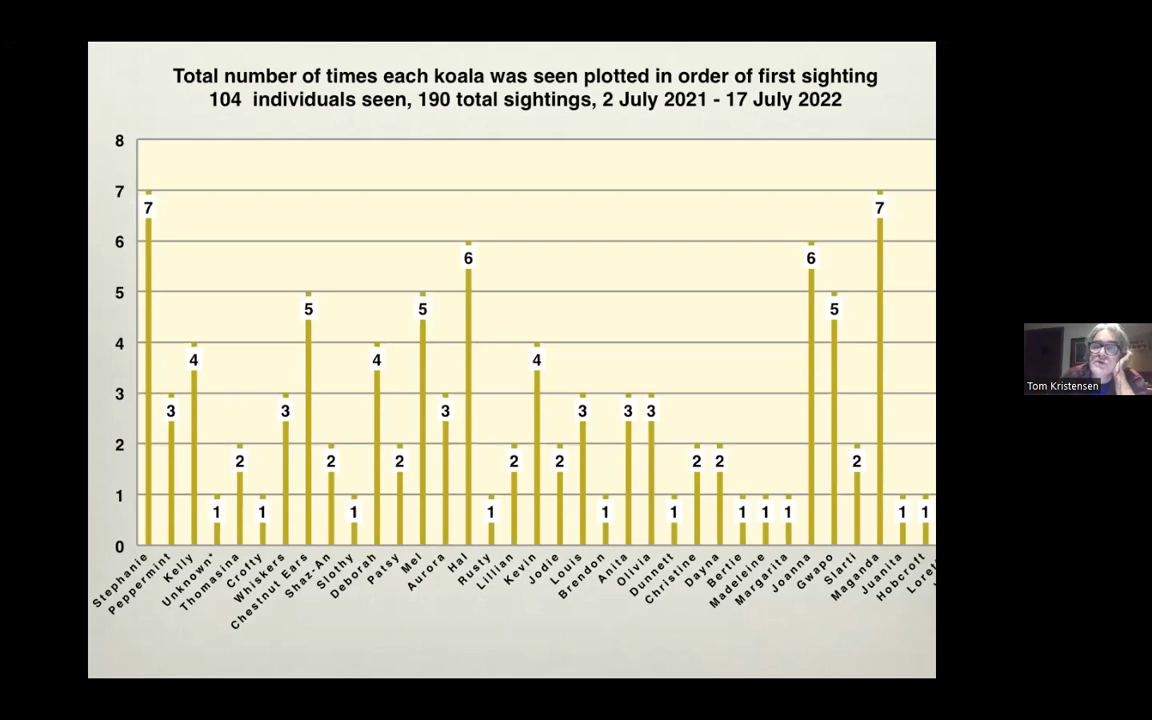 Total number of times each koala was seen plotted in order of first sighting
104 individuals seen, 190 total sightings, 2 July 2021 - 17 July 2022
8
7
6
5
4
3
2
1
0
7
3
4
1
2
1
3
5
2
1
4
2
5
3
6
1
2
4
2
3
1
3
3
1
2
2
1
1
1
6
5
2
7
1
1
Stephanie
Peppermint
Kelly
Unknown*
Thomasina
Crofty
Whiskers
Chestnut Ears
Shaz-An
Slothy
Deborah
Patsy
Mel
Aurora
Hal
Rusty
Lillian
Kevin
Jodie
Louis
Brendon
Anita
Olivia
Dunnett
Christine
Dayna
Bertie
Madeleine
Margarita
Joanna
Gwapo
Slarti
Maganda
Juanita
Hobcroft
Tom Kristensen